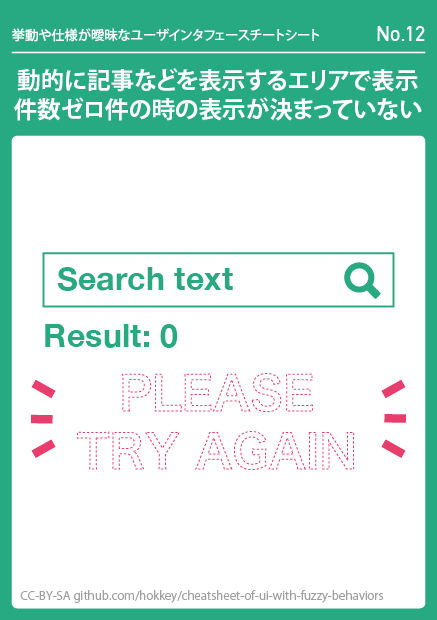 挙動や仕様が曖昧なユーザインタフェースチートシート No.12
動的に記事などを表示するエリアで表示
件数ゼロ件の時の表示が決まっていない
Search text
Result: 0
PLEASE
TRY AGAIN
CC-BY-SA github.com/hokkey/cheatsheet-of-ui-with-fuzzy-behaviors